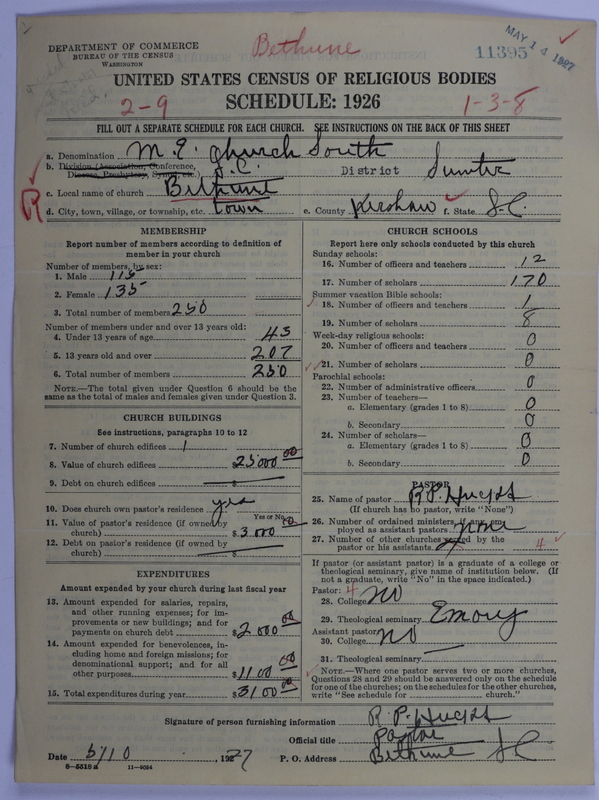 DEPARTMENT OF COMMERCE
BUREAU OF THE CENSUS
WASHINGTON
Bethune
11395
MAY 14 1927
UNITED STATES CENSUS OF RELIGIOUS BODIES
2-9 SCHEDULE: 1926 1-3-8
FILL OUT A SEPARATE SCHEDULE FOR EACH CHURCH. SEE INSTRUCTIONS ON THE BACK OF THIS SHEET
a. Denomination M. E. Church South
b. Division (Association, Conference, Diocese, Presbytery, Synod, etc.) S.C. District Sumter
R
c. Local name of church Bethune
d. City, town, village, or township, etc. town e. County Kershaw f. State S.C.
MEMBERSHIP
Report number of members according to definition of member in your church
Number of members, by sex:
1. Male 115
2. Female 135
3. Total number of members 250
Number of members under and over 13 years old:
4. Under 13 years of age 43
5. 13 years old and over 207
6. Total number of members 250
NOTE.—The total given under Question 6 should be the same as the total of males and females given under Question 3.
CHURCH BUILDINGS
See instructions, paragraphs 10 to 12
7. Number of church edifices 1
8. Value of church edifices $25000 00
9. Debt on church edifices $
10. Does church own pastor's residence yes
Yes or No.
11. Value of pastor's residence (if owned by church) $3000 00
12. Debt on pastor's residence (if owned by church) $
EXPENDITURES
Amount expended by your church during last fiscal year
13. Amount expended for salaries, repairs, and other running expenses; for improvements or new buildings; and for payments on church debt $2000 00
14. Amount expended for benevolences, including home and foreign missions; for denominational support; and for all other purposes $1100 00
15. Total expenditures during year $3100 00
CHURCH SCHOOLS
Report here only schools conducted by this church
Sunday schools:
16. Number of officers and teachers 12
17. Number of scholars 170
Summer vacation Bible schools:
18. Number of officers and teachers 1
19. Number of scholars 8
Week-day religious schools:
20. Number of officers and teachers 0
21. Number of scholars 0
Parochial schools:
22. Number of administrative officers 0
23. Number of teachers—
a. Elementary (grades 1 to 8) 0
b. Secondary 0
24. Number of scholars—
a. Elementary (grades 1 to 8) 0
b. Secondary 0
PASTOR
25. Name of pastor R. P.
(If church has no pastor, write "None")
26. Number of ordained ministers, if any, employed as assistant pastors none
27. Number of other churches served by the pastor or his assistants 4
If pastor (or assistant pastor) is a graduate of a college or theological seminary, give name of institution below. (If not a graduate, write "No" in the space indicated.)
Pastor: 4
28. College no
29. Theological seminary Emory
Assistant pastor:
30. College no
31. Theological seminary
NOTE.—Where one pastor serves two or more churches, Questions 28 and 29 should be answered only on the schedule for one of the churches; on the schedules for the other churches, write "See schedule for church."
Signature of person furnishing information R. P.
Official title Pastor
Date 5/10, 1927 P. O. Address Bethune S C
8-5318a 11-9034